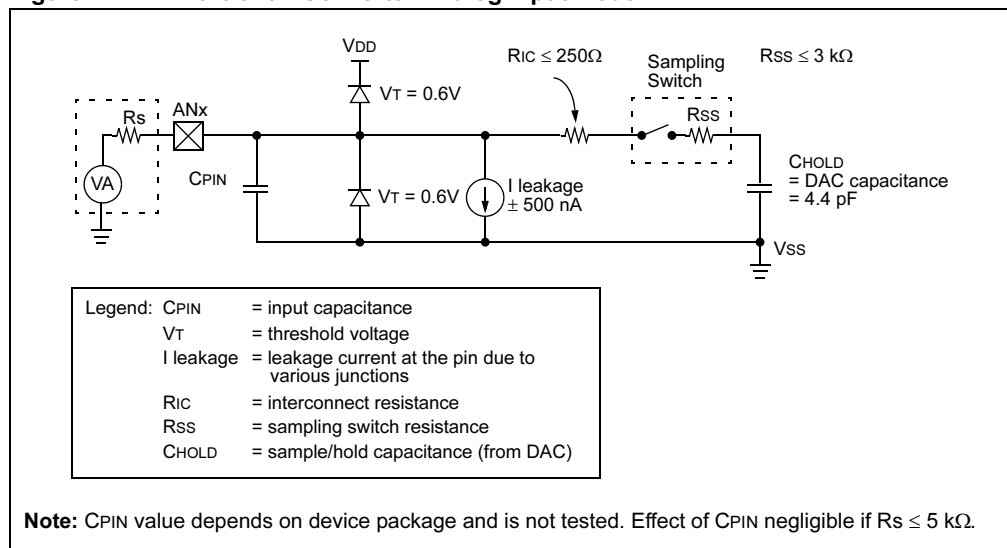 VDD
RIC ≤ 250Ω
Sampling
Switch
RSS ≤ 3 kΩ
VT = 0.6V
Rs
ANx
RSS
VA
CPIN
VT = 0.6V
I leakage
± 500 nA
CHOLD
= DAC capacitance
= 4.4 pF
VSS
Legend: CPIN = input capacitance
VT = threshold voltage
I leakage = leakage current at the pin due to
various junctions
RIC = interconnect resistance
RSS = sampling switch resistance
CHOLD = sample/hold capacitance (from DAC)
Note: CPIN value depends on device package and is not tested. Effect of CPIN negligible if Rs ≤ 5 kΩ.